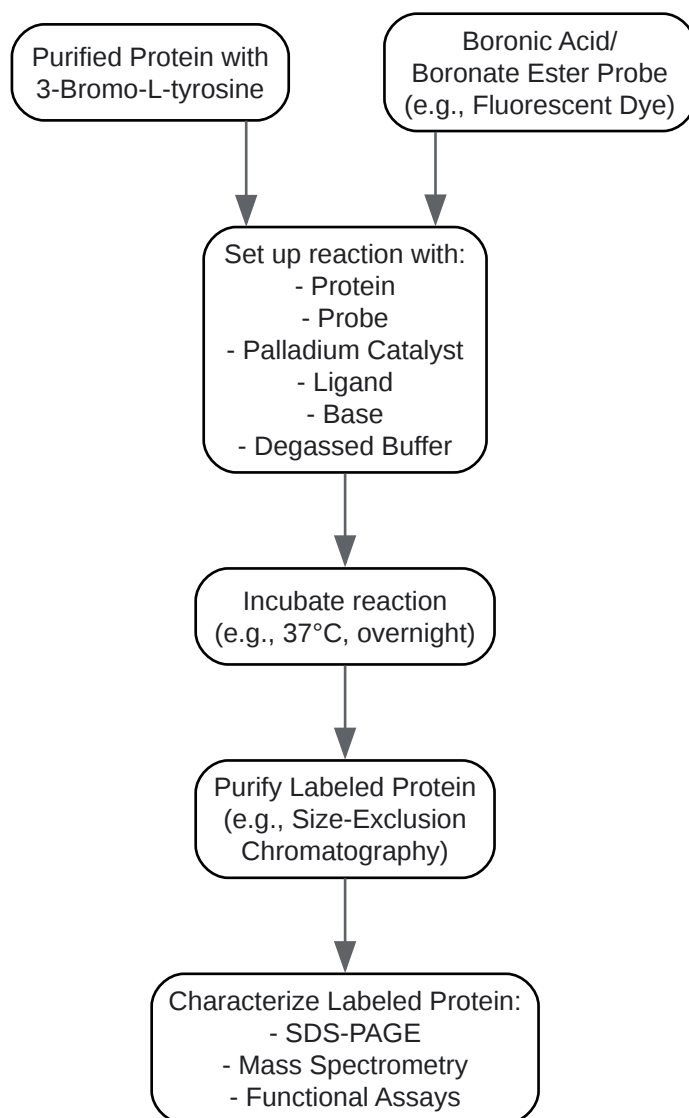 Purified Protein with
3-Bromo-L-tyrosine
Boronic Acid/
Boronate Ester Probe
(e.g., Fluorescent Dye)
Set up reaction with:
- Protein
- Probe
- Palladium Catalyst
- Ligand
- Base
- Degassed Buffer
Incubate reaction
(e.g., 37°C, overnight)
Purify Labeled Protein
(e.g., Size-Exclusion
Chromatography)
Characterize Labeled Protein:
- SDS-PAGE
- Mass Spectrometry
- Functional Assays